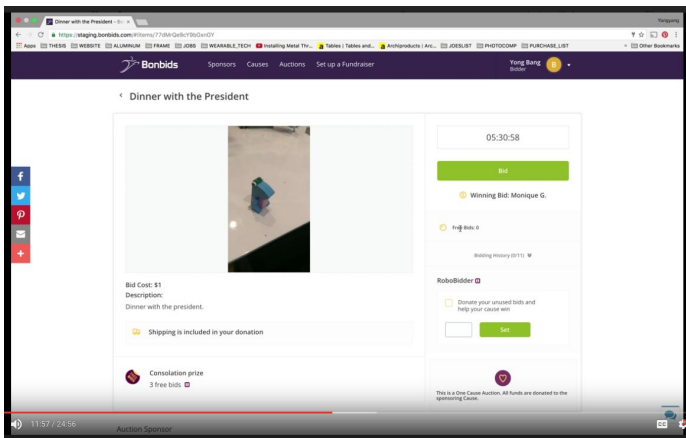 Dinner with the President - Bo
Yangyang
https://staging.bonbids.com/#!items/77dMrQe8cY9bGvn0Y
Apps THESIS WEBSITE ALUMINUM FRAME JOBS WEARABLE_TECH Installing Metal Thr... Tables | Tables and... Archiproducts | Arc... JOESLIST PHOTOCOMP PURCHASE_LIST Other Bookmarks
Bonbids Sponsors Causes Auctions Set up a Fundraiser Yong Bang B
Bidder
Dinner with the President
05:30:58
Bid
Winning Bid: Monique G.
Free Bids: 0
Bidding History (0/11)
Bid Cost: $1
Description:
Dinner with the president.
Shipping is included in your donation
RoboBidder
Donate your unused bids and
help your cause win
Set
Consolation prize
3 free bids
This is a One Cause Auction. All funds are donated to the
sponsoring Cause.
11:57 / 24:56
CC
Auction Sponsor